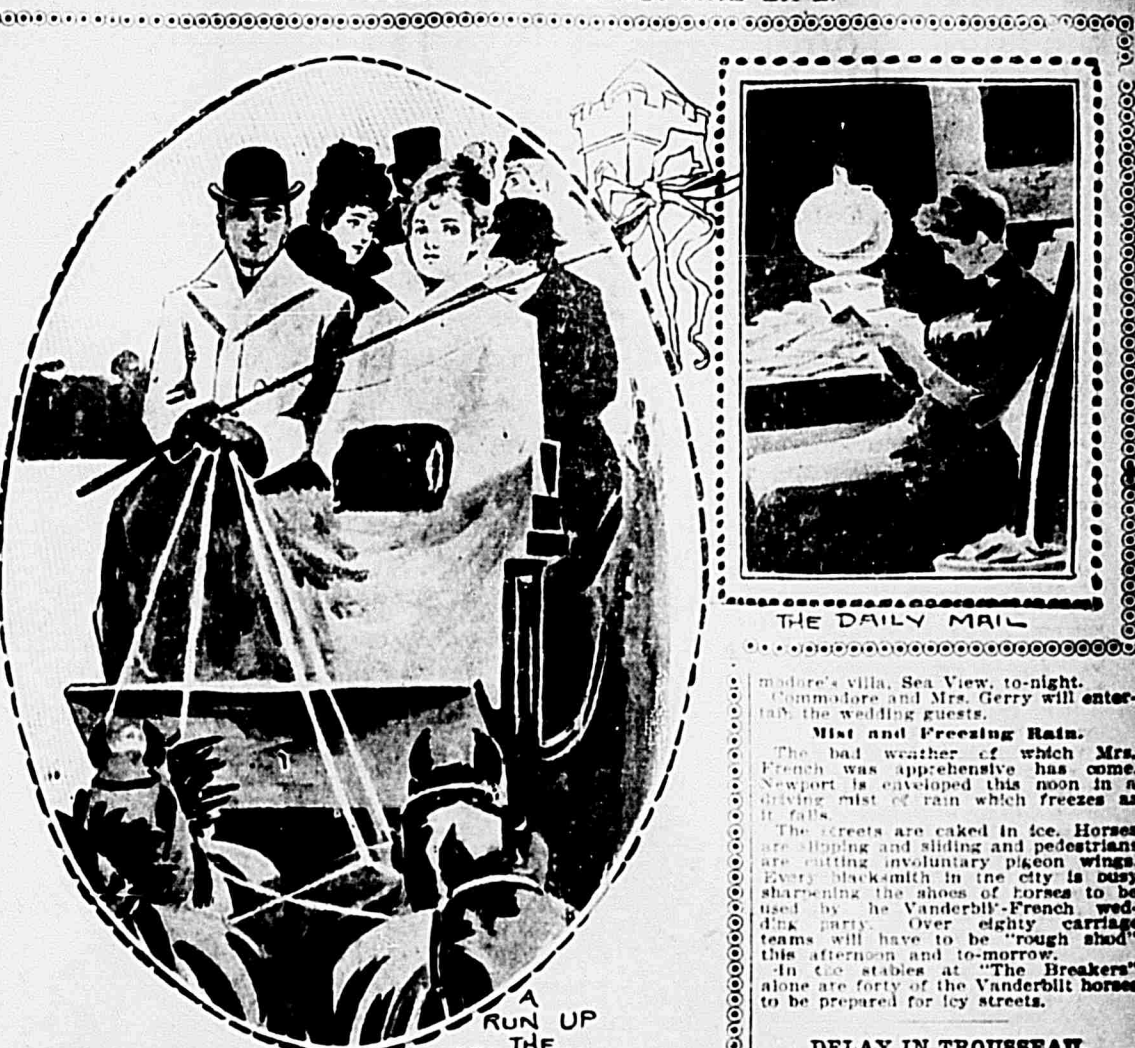 THE DAILY MAIL
modore's villa, Sea View, to-night.
Commodore and Mrs. Gerry will enter-
tain the wedding guests.
Mist and Freezing Rain.
The bad weather of which Mrs.
French was apprehensive has come.
Newport is enveloped this noon in a
driving mist of rain which freezes as
it falls.
The streets are caked in ice. Horses
are slipping and sliding and pedestrians
are cutting involuntary pigeon wings.
Every blacksmith in the city is busy
sharpening the shoes of horses to be
used by he Vanderbilt-French wed-
ding party. Over eighty carriage
teams will have to be "rough shod"
this afternoon and to-morrow.
In the stables at "The Breakers"
alone are forty of the Vanderbilt horses
to be prepared for icy streets.
DELAY IN TROUSSEAU
A
RUN UP
THE